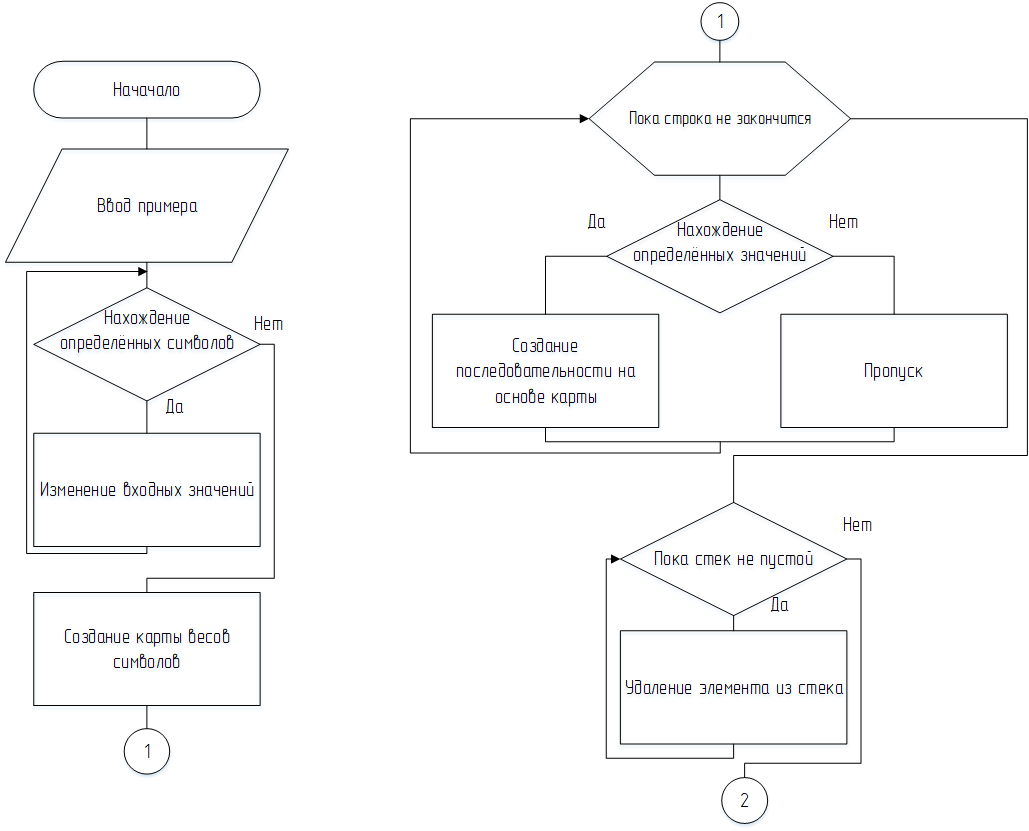 Начачало
Ввод примера
Нахождение
определённых символов
Нет
Да
Изменение входных значений
Создание карты весов
символов
1
1
Пока строка не закончится
Да
Нет
Нахождение
определённых значений
Создание
последовательности на
основе карты
Пропуск
Нет
Пока стек не пустой
Да
Удаление элемента из стека
2